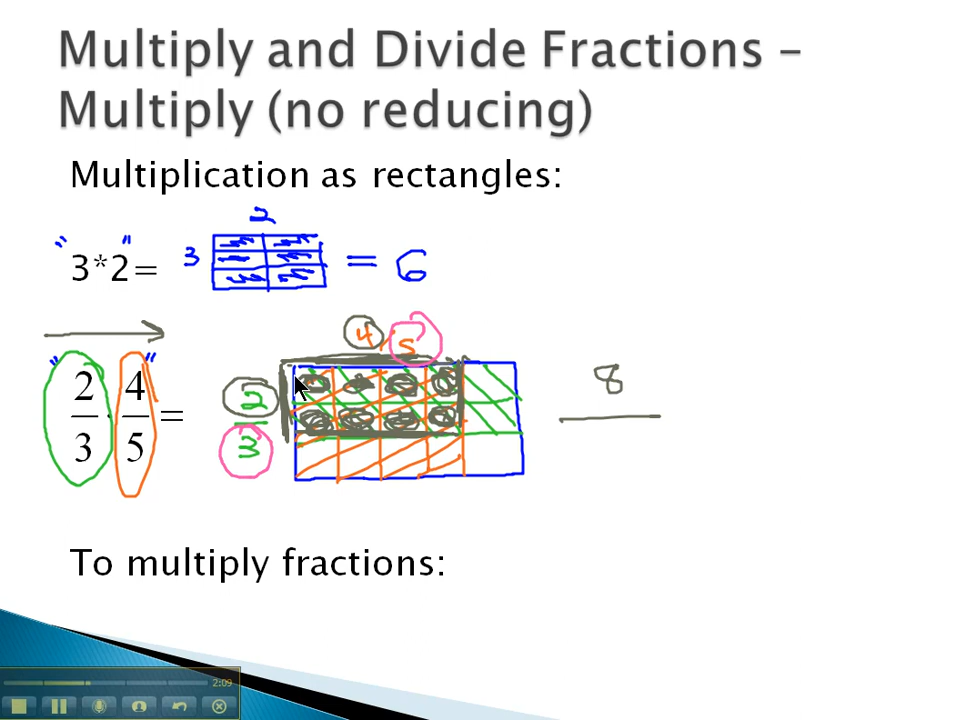 Multiply and Divide Fractions –
Multiply (no reducing)
Multiplication as rectangles:
2
" 3*2 " = 3 = 6
4/5
" 2/3 · 4/5 " = 2/3 8
To multiply fractions:
2:09